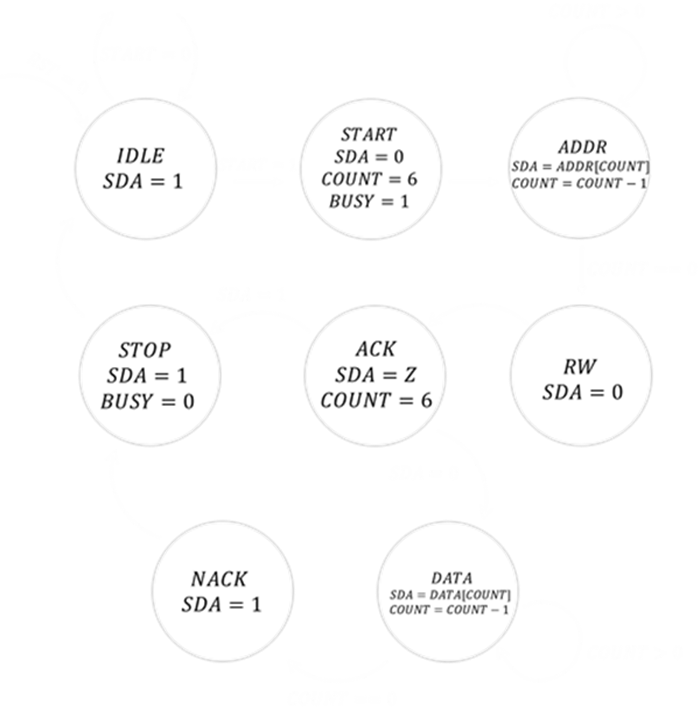 IDLE
SDA = 1
START
SDA = 0
COUNT = 6
BUSY = 1
ADDR
SDA = ADDR[COUNT]
COUNT = COUNT − 1
STOP
SDA = 1
BUSY = 0
ACK
SDA = Z
COUNT = 6
RW
SDA = 0
NACK
SDA = 1
DATA
SDA = DATA[COUNT]
COUNT = COUNT − 1